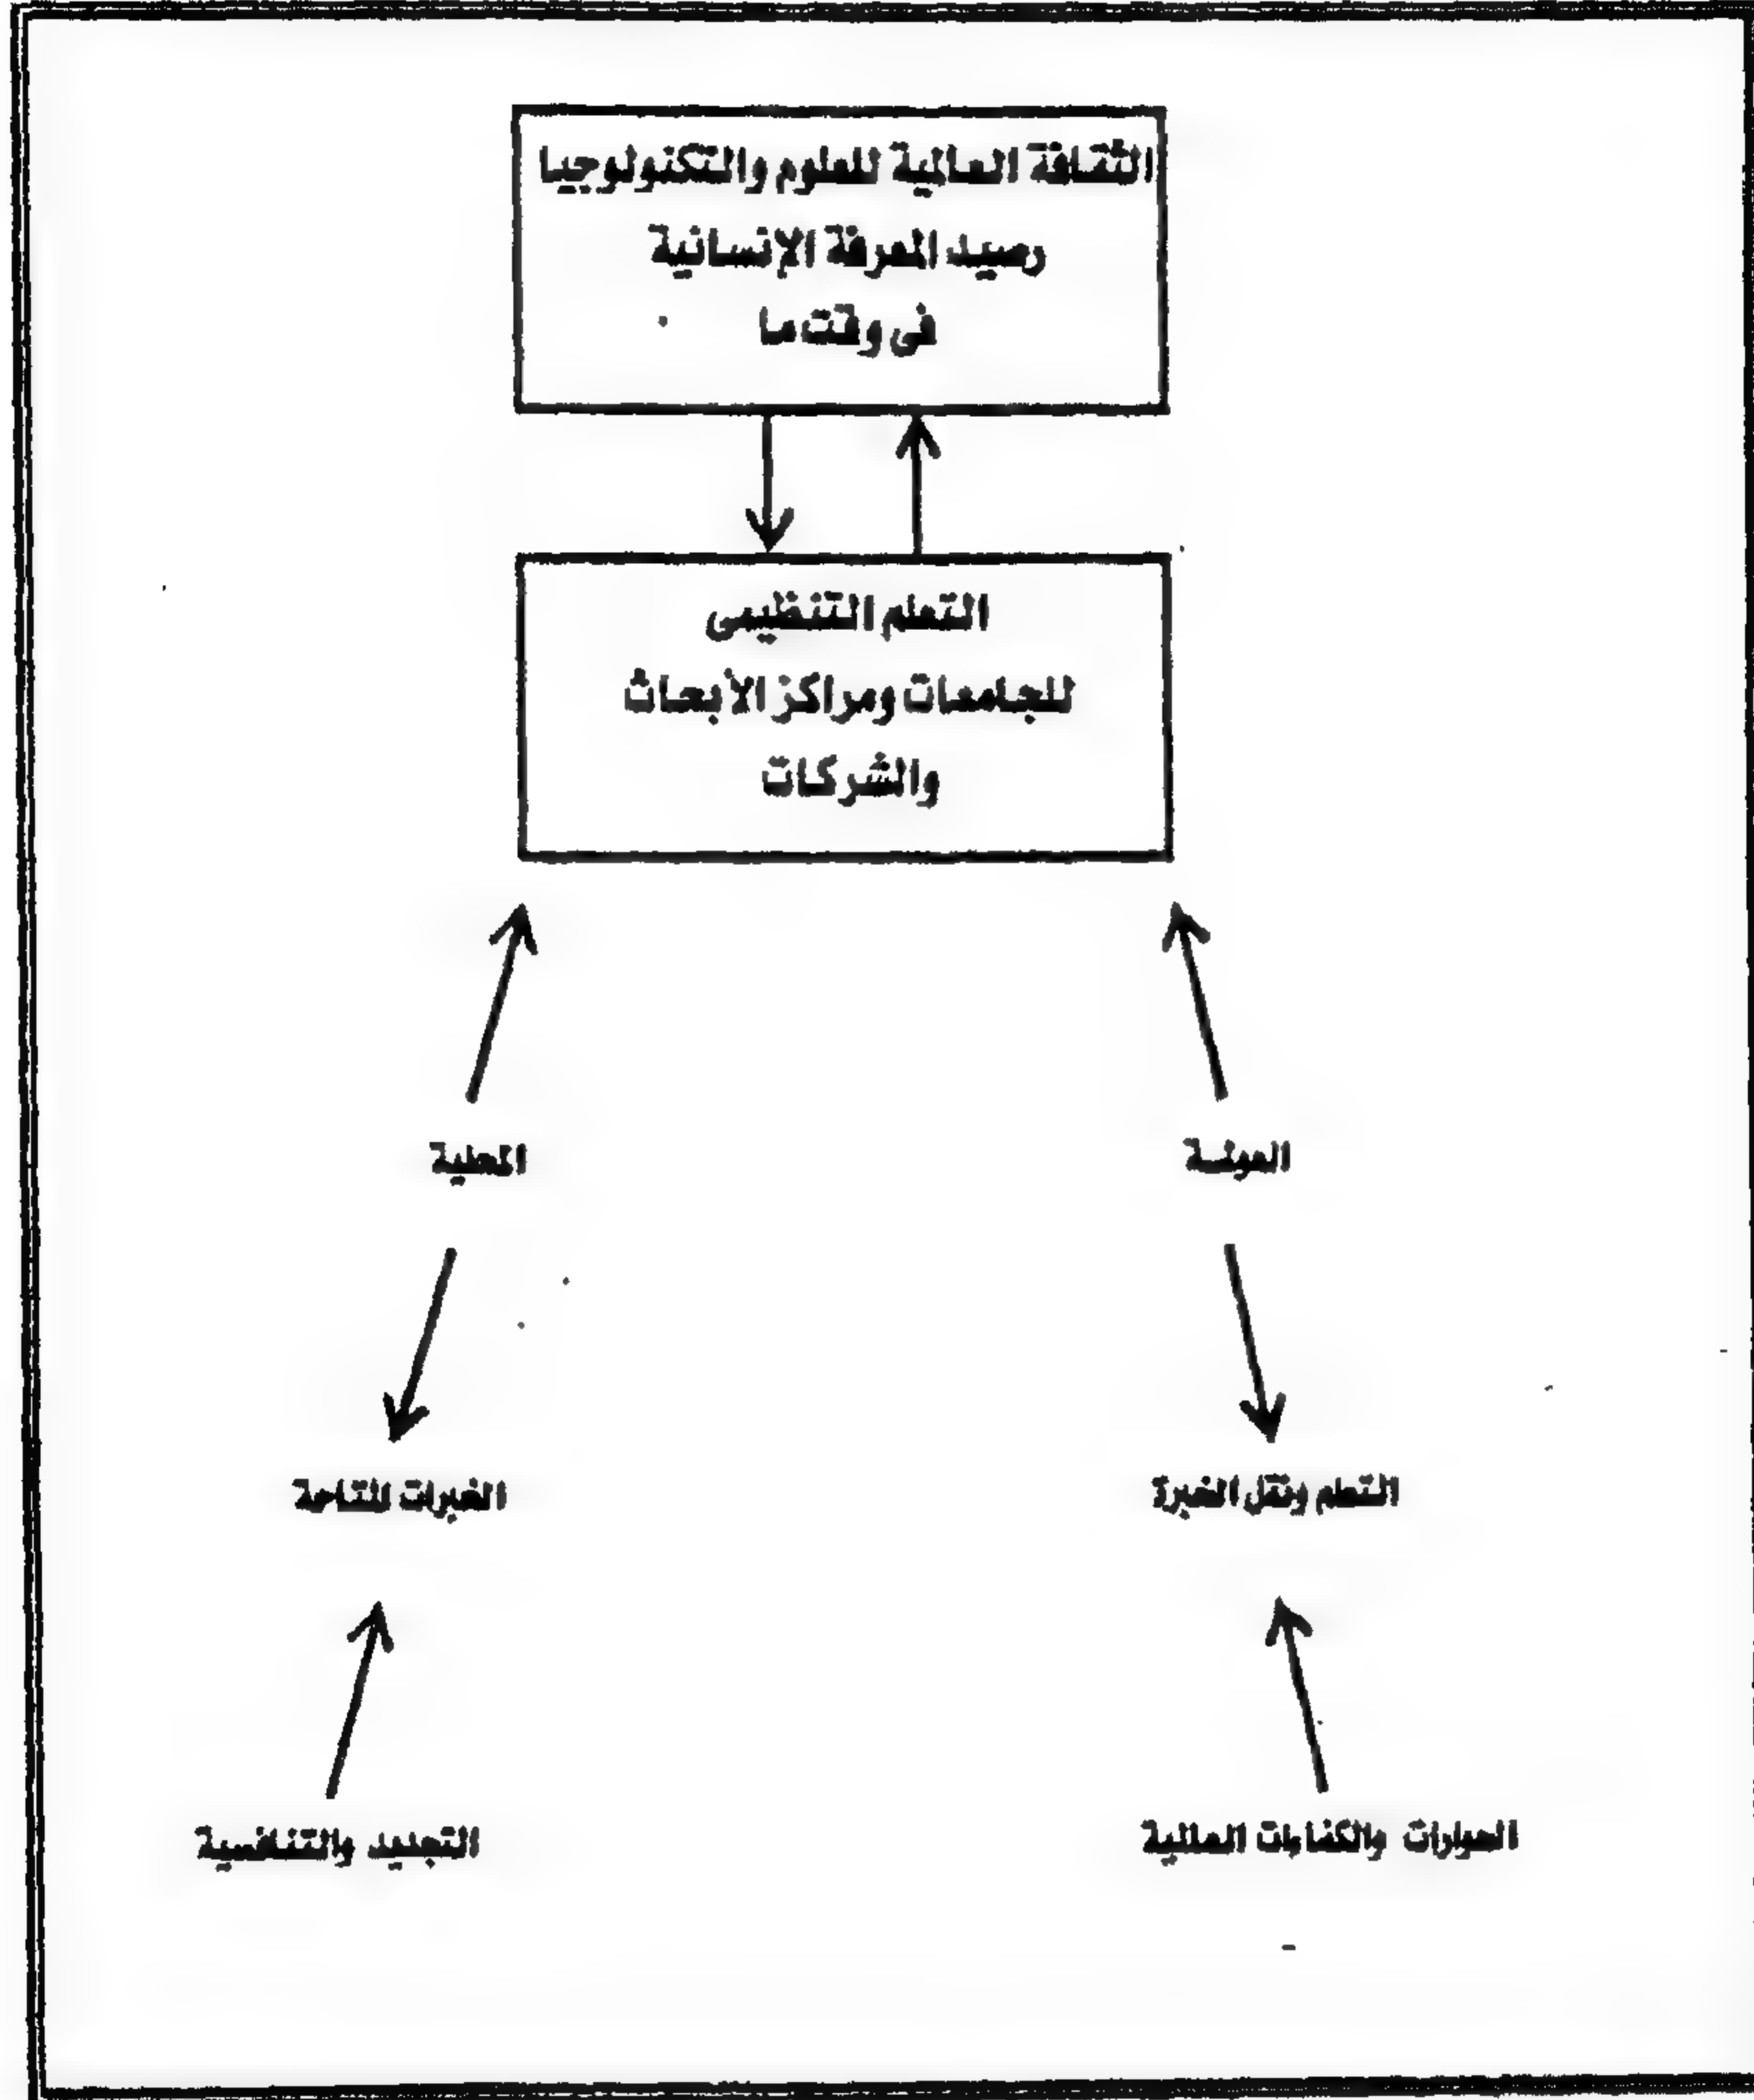 الثقافة العالمية للعلوم والتكنولوجيا
رصيد المعرفة الإنسانية
فى وقت ما
التعلم التنظيمى
للجامعات ومراكز الأبحاث
والشركات
العولمة
المحلية
التعلم ونقل الخبرة
الخبرات المتاحة
الحوارات والكفاءات العالمية
التجديد والتنافسية